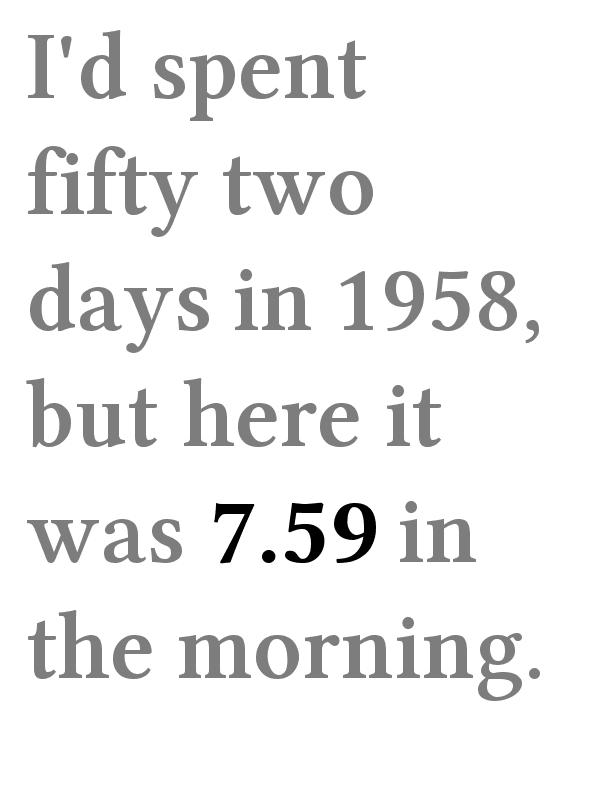 I'd spent
fifty two
days in 1958,
but here it
was 7.59 in
the morning.